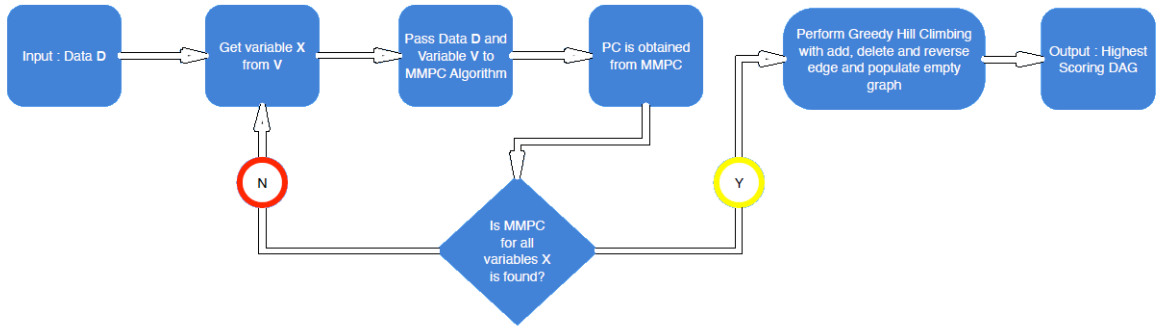 Input : Data D
Get variable X
from V
Pass Data D and
Variable V to
MMPC Algorithm
PC is obtained
from MMPC
Perform Greedy Hill Climbing
with add, delete and reverse
edge and populate empty
graph
Output : Highest
Scoring DAG
N
Y
Is MMPC
for all
variables X
is found?